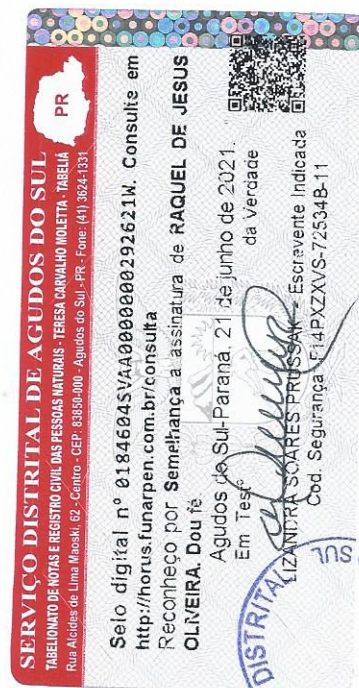 SERVIÇO DISTRITAL DE AGUDOS DO SUL
TABELIONATO DE NOTAS E REGISTRO CIVIL DAS PESSOAS NATURAIS - TERESA CARVALHO MOLETTA - TABELIÃ
Rua Alcides de Lima Maoski, 62 - Centro - CEP: 83850-000 - Agudos do Sul - PR - Fone: (41) 3624-1331
PR
Selo digital nº 0184604SVAA00000000292621W. Consulte em
http://horus.funarpen.com.br/consulta
Reconheço por Semelhança a assinatura de RAQUEL DE JESUS
OLIVEIRA. Dou fé
Agudos do Sul-Paraná, 21 de junho de 2021.
Em Testº da Verdade
LIZANDRA SOARES PRUSSAK - Escrevente Indicada
Cod. Segurança: F14PXZXVS-72534B-11
DISTRITAL
SUL